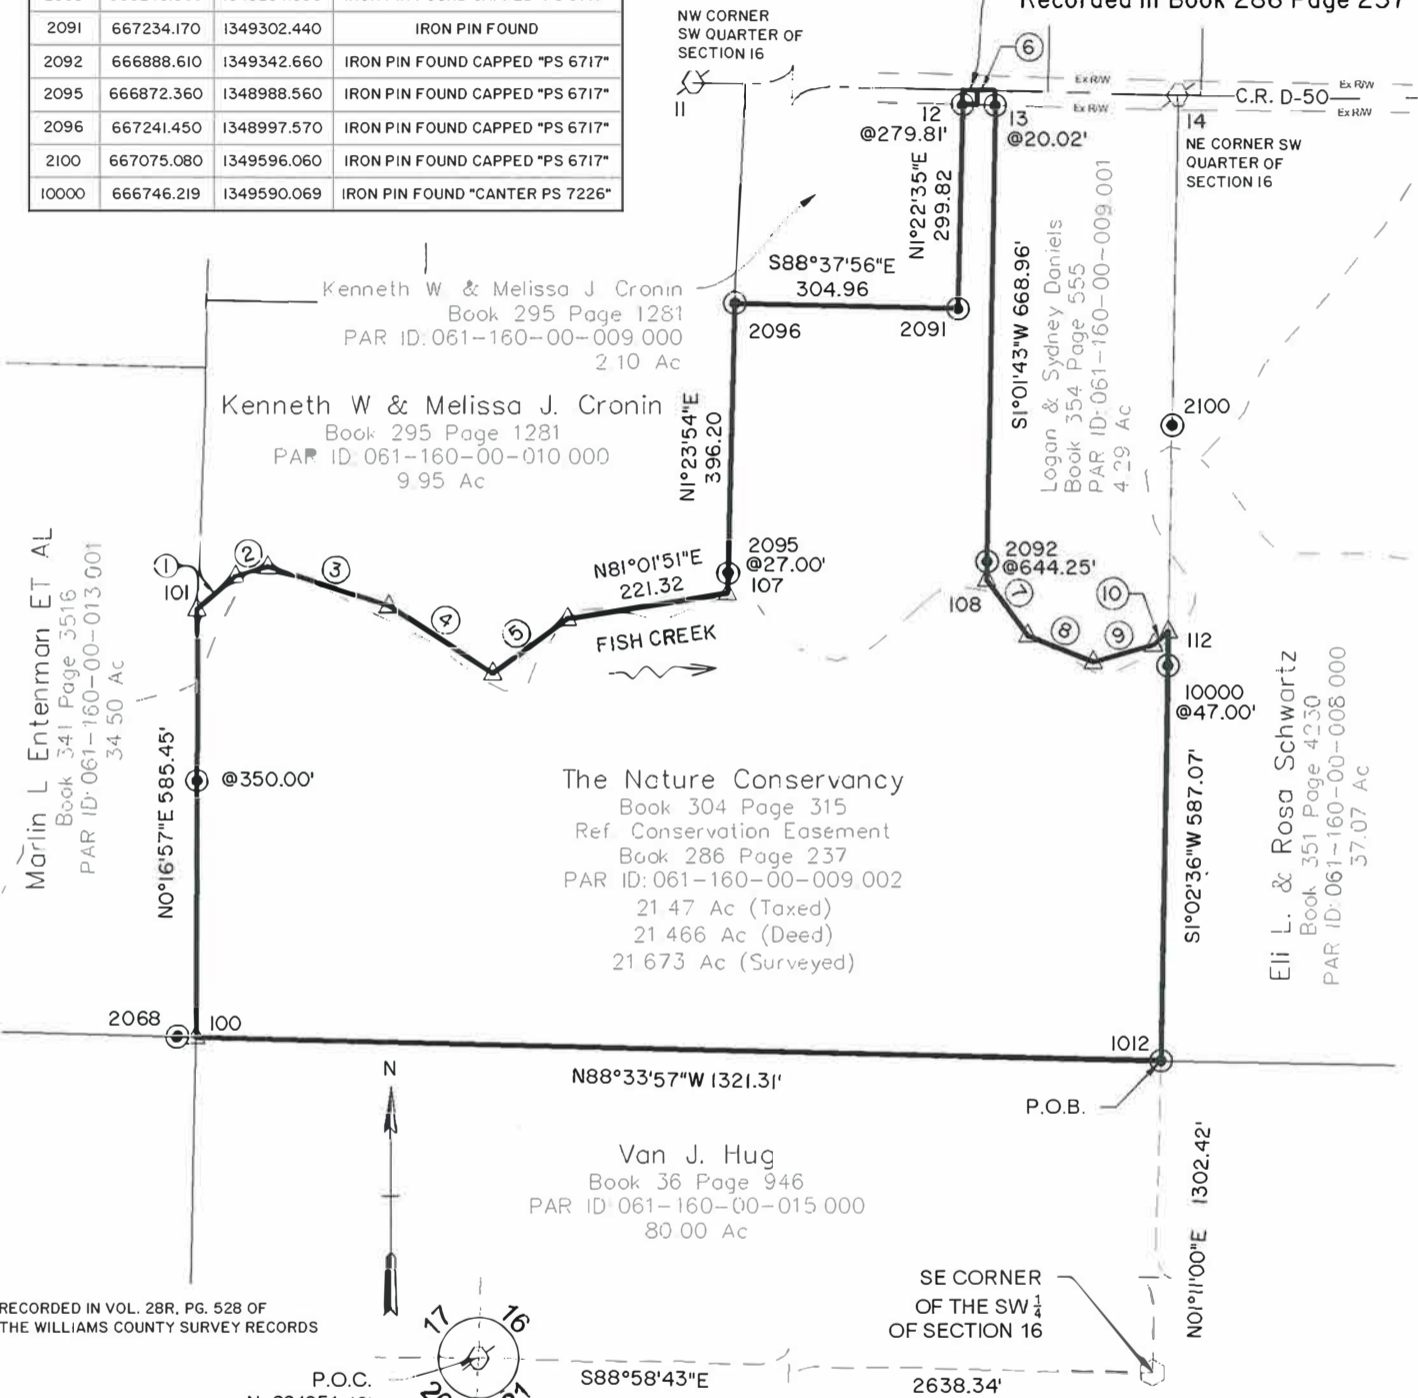 2091 667234.170 1349302.440 IRON PIN FOUND
2092 666888.610 1349342.660 IRON PIN FOUND CAPPED "PS 6717"
2095 666872.360 1348988.560 IRON PIN FOUND CAPPED "PS 6717"
2096 667241.450 1348997.570 IRON PIN FOUND CAPPED "PS 6717"
2100 667075.080 1349596.060 IRON PIN FOUND CAPPED "PS 6717"
10000 666746.219 1349590.069 IRON PIN FOUND "CANTER PS 7226"
Recorded in Book 286 Page 237
NW CORNER
SW QUARTER OF
SECTION 16
11
6
Ex R/W
Ex R/W
Ex R/W
Ex R/W
C.R. D-50
12
@279.81'
13
@20.02'
14
NE CORNER SW
QUARTER OF
SECTION 16
N1°22'35"E
299.82
S88°37'56"E
304.96
2096
2091
S1°01'43"W 668.96'
Logan & Sydney Daniels
Book 354 Page 555
PAR ID: 061-160-00-009.001
4.29 Ac
2100
Kenneth W & Melissa J Cronin
Book 295 Page 1281
PAR ID: 061-160-00-009 000
2.10 Ac
Kenneth W & Melissa J. Cronin
Book 295 Page 1281
PAR ID 061-160-00-010 000
9.95 Ac
N1°23'54"E
396.20
1
2
3
4
5
101
N81°01'51"E
221.32
2095
@27.00'
107
FISH CREEK
2092
@644.25'
108
7
8
9
10
112
10000
@47.00'
Marlin L Entenman ET AL
Book 341 Page 3516
PAR ID: 061-160-00-013 001
34 50 Ac
N0°16'57"E 585.45'
@350.00'
The Nature Conservancy
Book 304 Page 315
Ref Conservation Easement
Book 286 Page 237
PAR ID: 061-160-00-009 002
21 47 Ac (Taxed)
21 466 Ac (Deed)
21 673 Ac (Surveyed)
S1°02'36"W 587.07'
Eli L. & Rosa Schwartz
Book 351 Page 4230
PAR ID: 061-160-00-008 000
37.07 Ac
2068
100
1012
N88°33'57"W 1321.31'
P.O.B.
N
Van J. Hug
Book 36 Page 946
PAR ID 061-160-00-015 000
80.00 Ac
N01°11'00"E 1302.42'
SE CORNER
OF THE SW 1/4
OF SECTION 16
RECORDED IN VOL. 28R, PG. 528 OF
THE WILLIAMS COUNTY SURVEY RECORDS
17
16
P.O.C.
S88°58'43"E
2638.34'